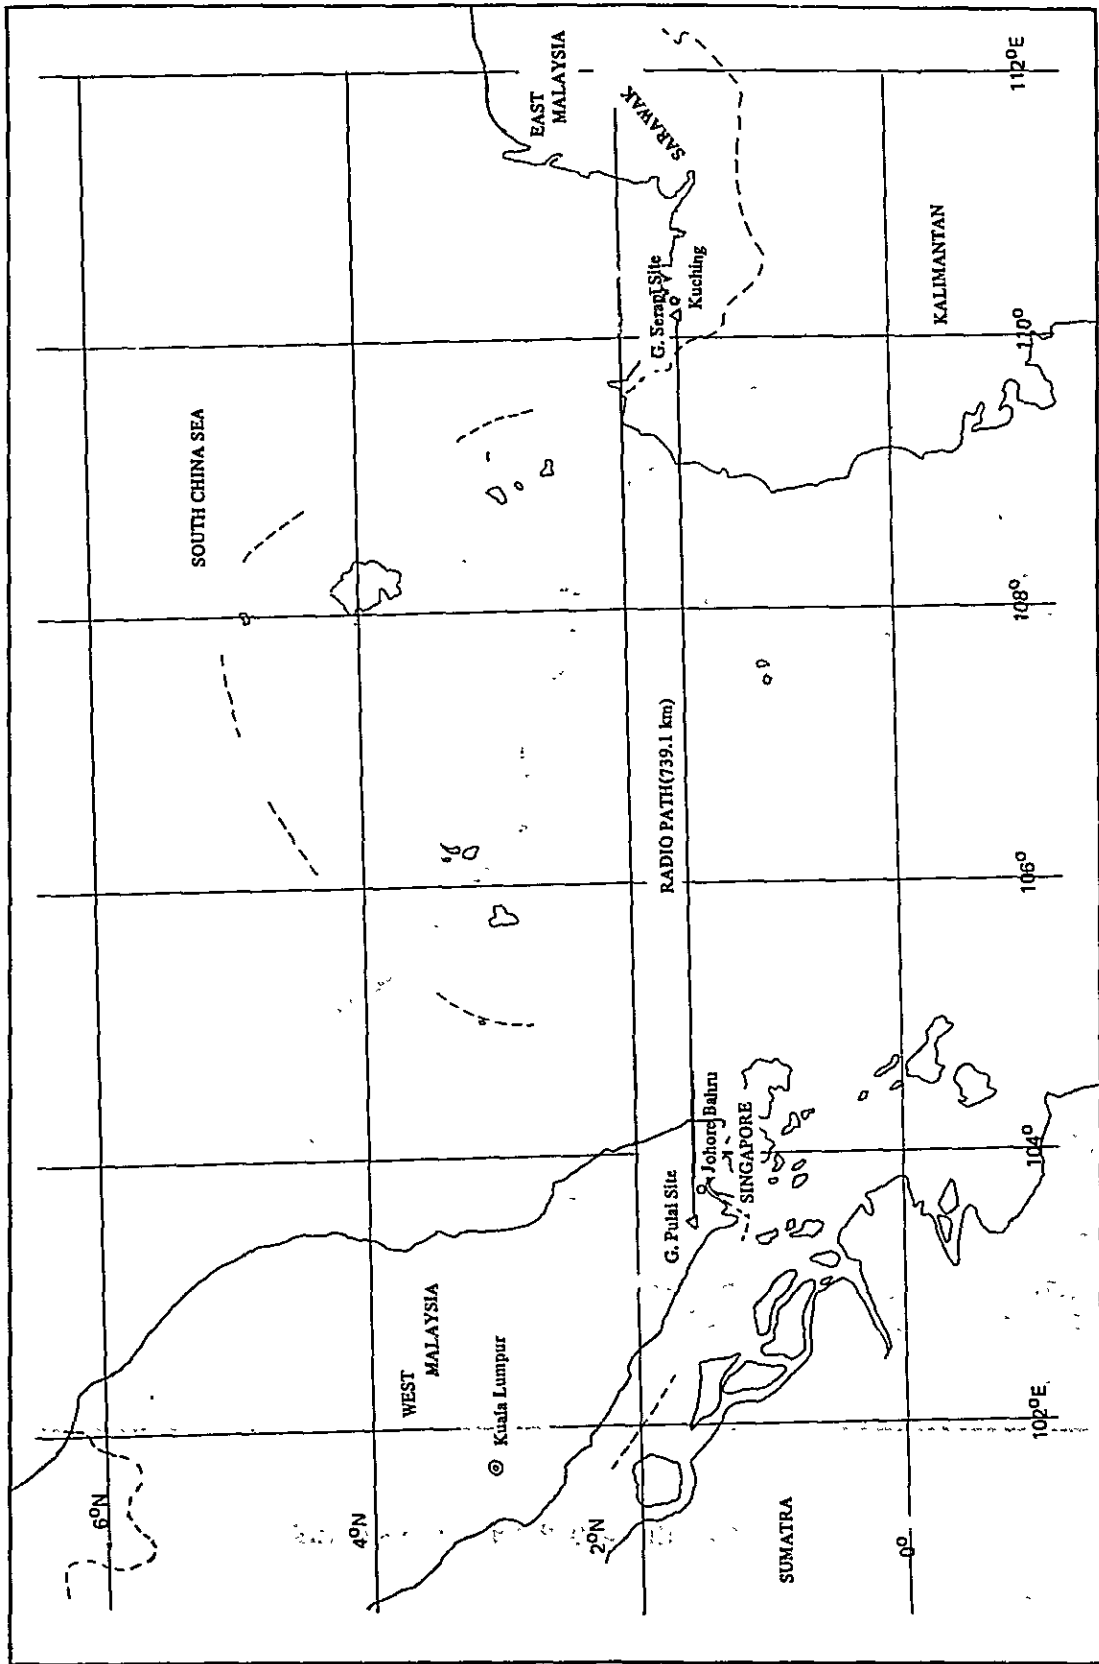 SOUTH CHINA SEA
EAST
MALAYSIA
SARAWAK
G. Serapi Site
Kuching
KALIMANTAN
RADIO PATH(739.1 km)
WEST
MALAYSIA
Kuala Lumpur
G. Pulai Site
Johore Bahru
SINGAPORE
SUMATRA
6°N
4°N
2°N
0°
102°E
104°
106°
108°
110°
112°E